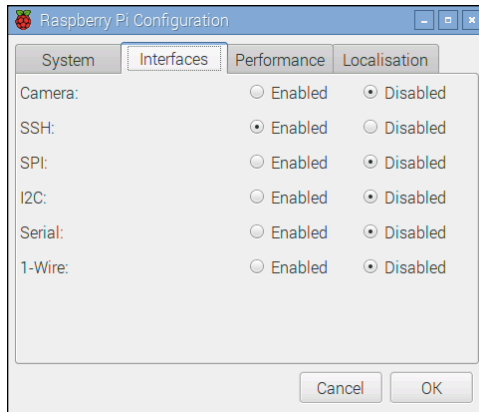 Raspberry Pi Configuration
System Interfaces Performance Localisation
Camera: Enabled Disabled
SSH: Enabled Disabled
SPI: Enabled Disabled
I2C: Enabled Disabled
Serial: Enabled Disabled
1-Wire: Enabled Disabled
Cancel OK